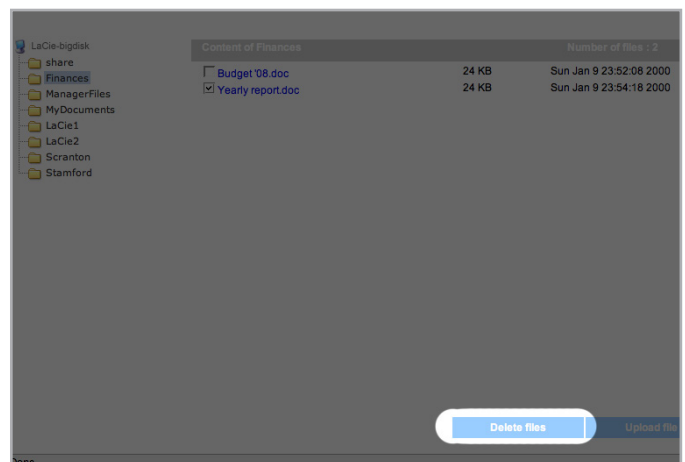 LaCie-bigdisk
share
Finances
ManagerFiles
MyDocuments
LaCie1
LaCie2
Scranton
Stamford
Content of Finances Number of files : 2
Budget '08.doc 24 KB Sun Jan 9 23:52:08 2000
Yearly report.doc 24 KB Sun Jan 9 23:54:18 2000
Delete files Upload file